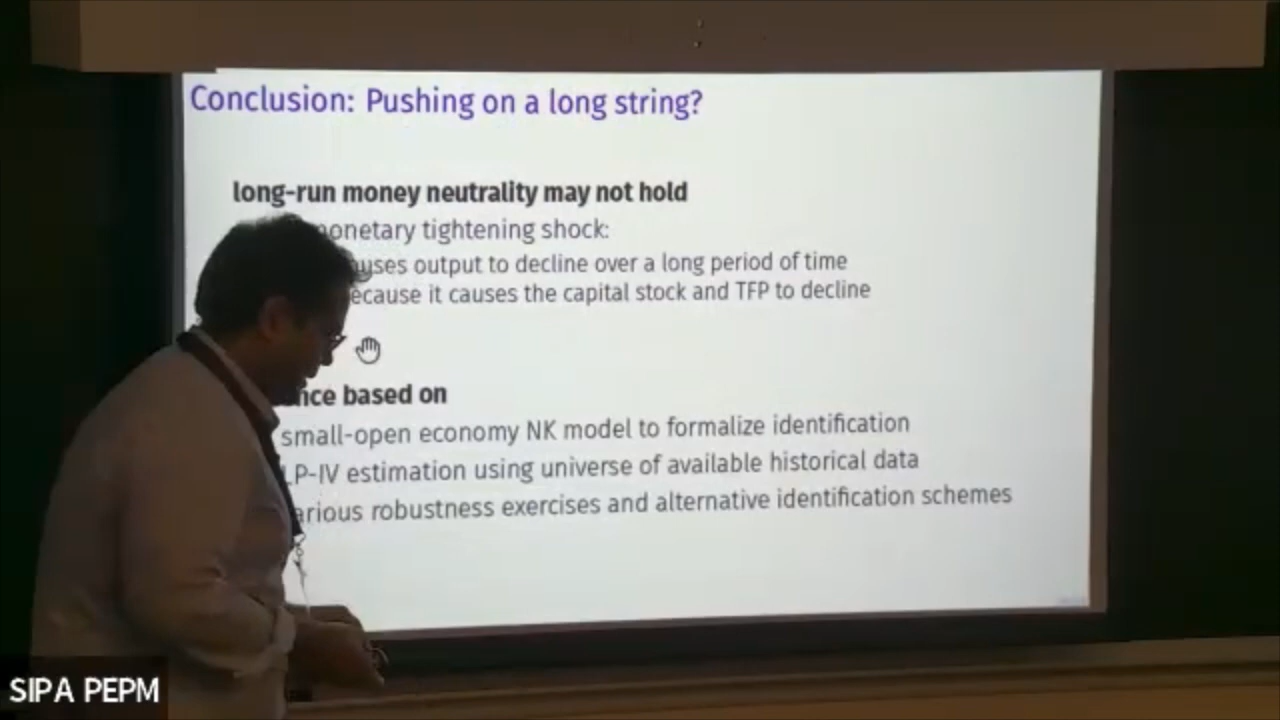 Conclusion: Pushing on a long string?
long-run money neutrality may not hold
onetary tightening shock:
uses output to decline over a long period of time
ecause it causes the capital stock and TFP to decline
nce based on
small-open economy NK model to formalize identification
LP-IV estimation using universe of available historical data
arious robustness exercises and alternative identification schemes
SIPA PEPM